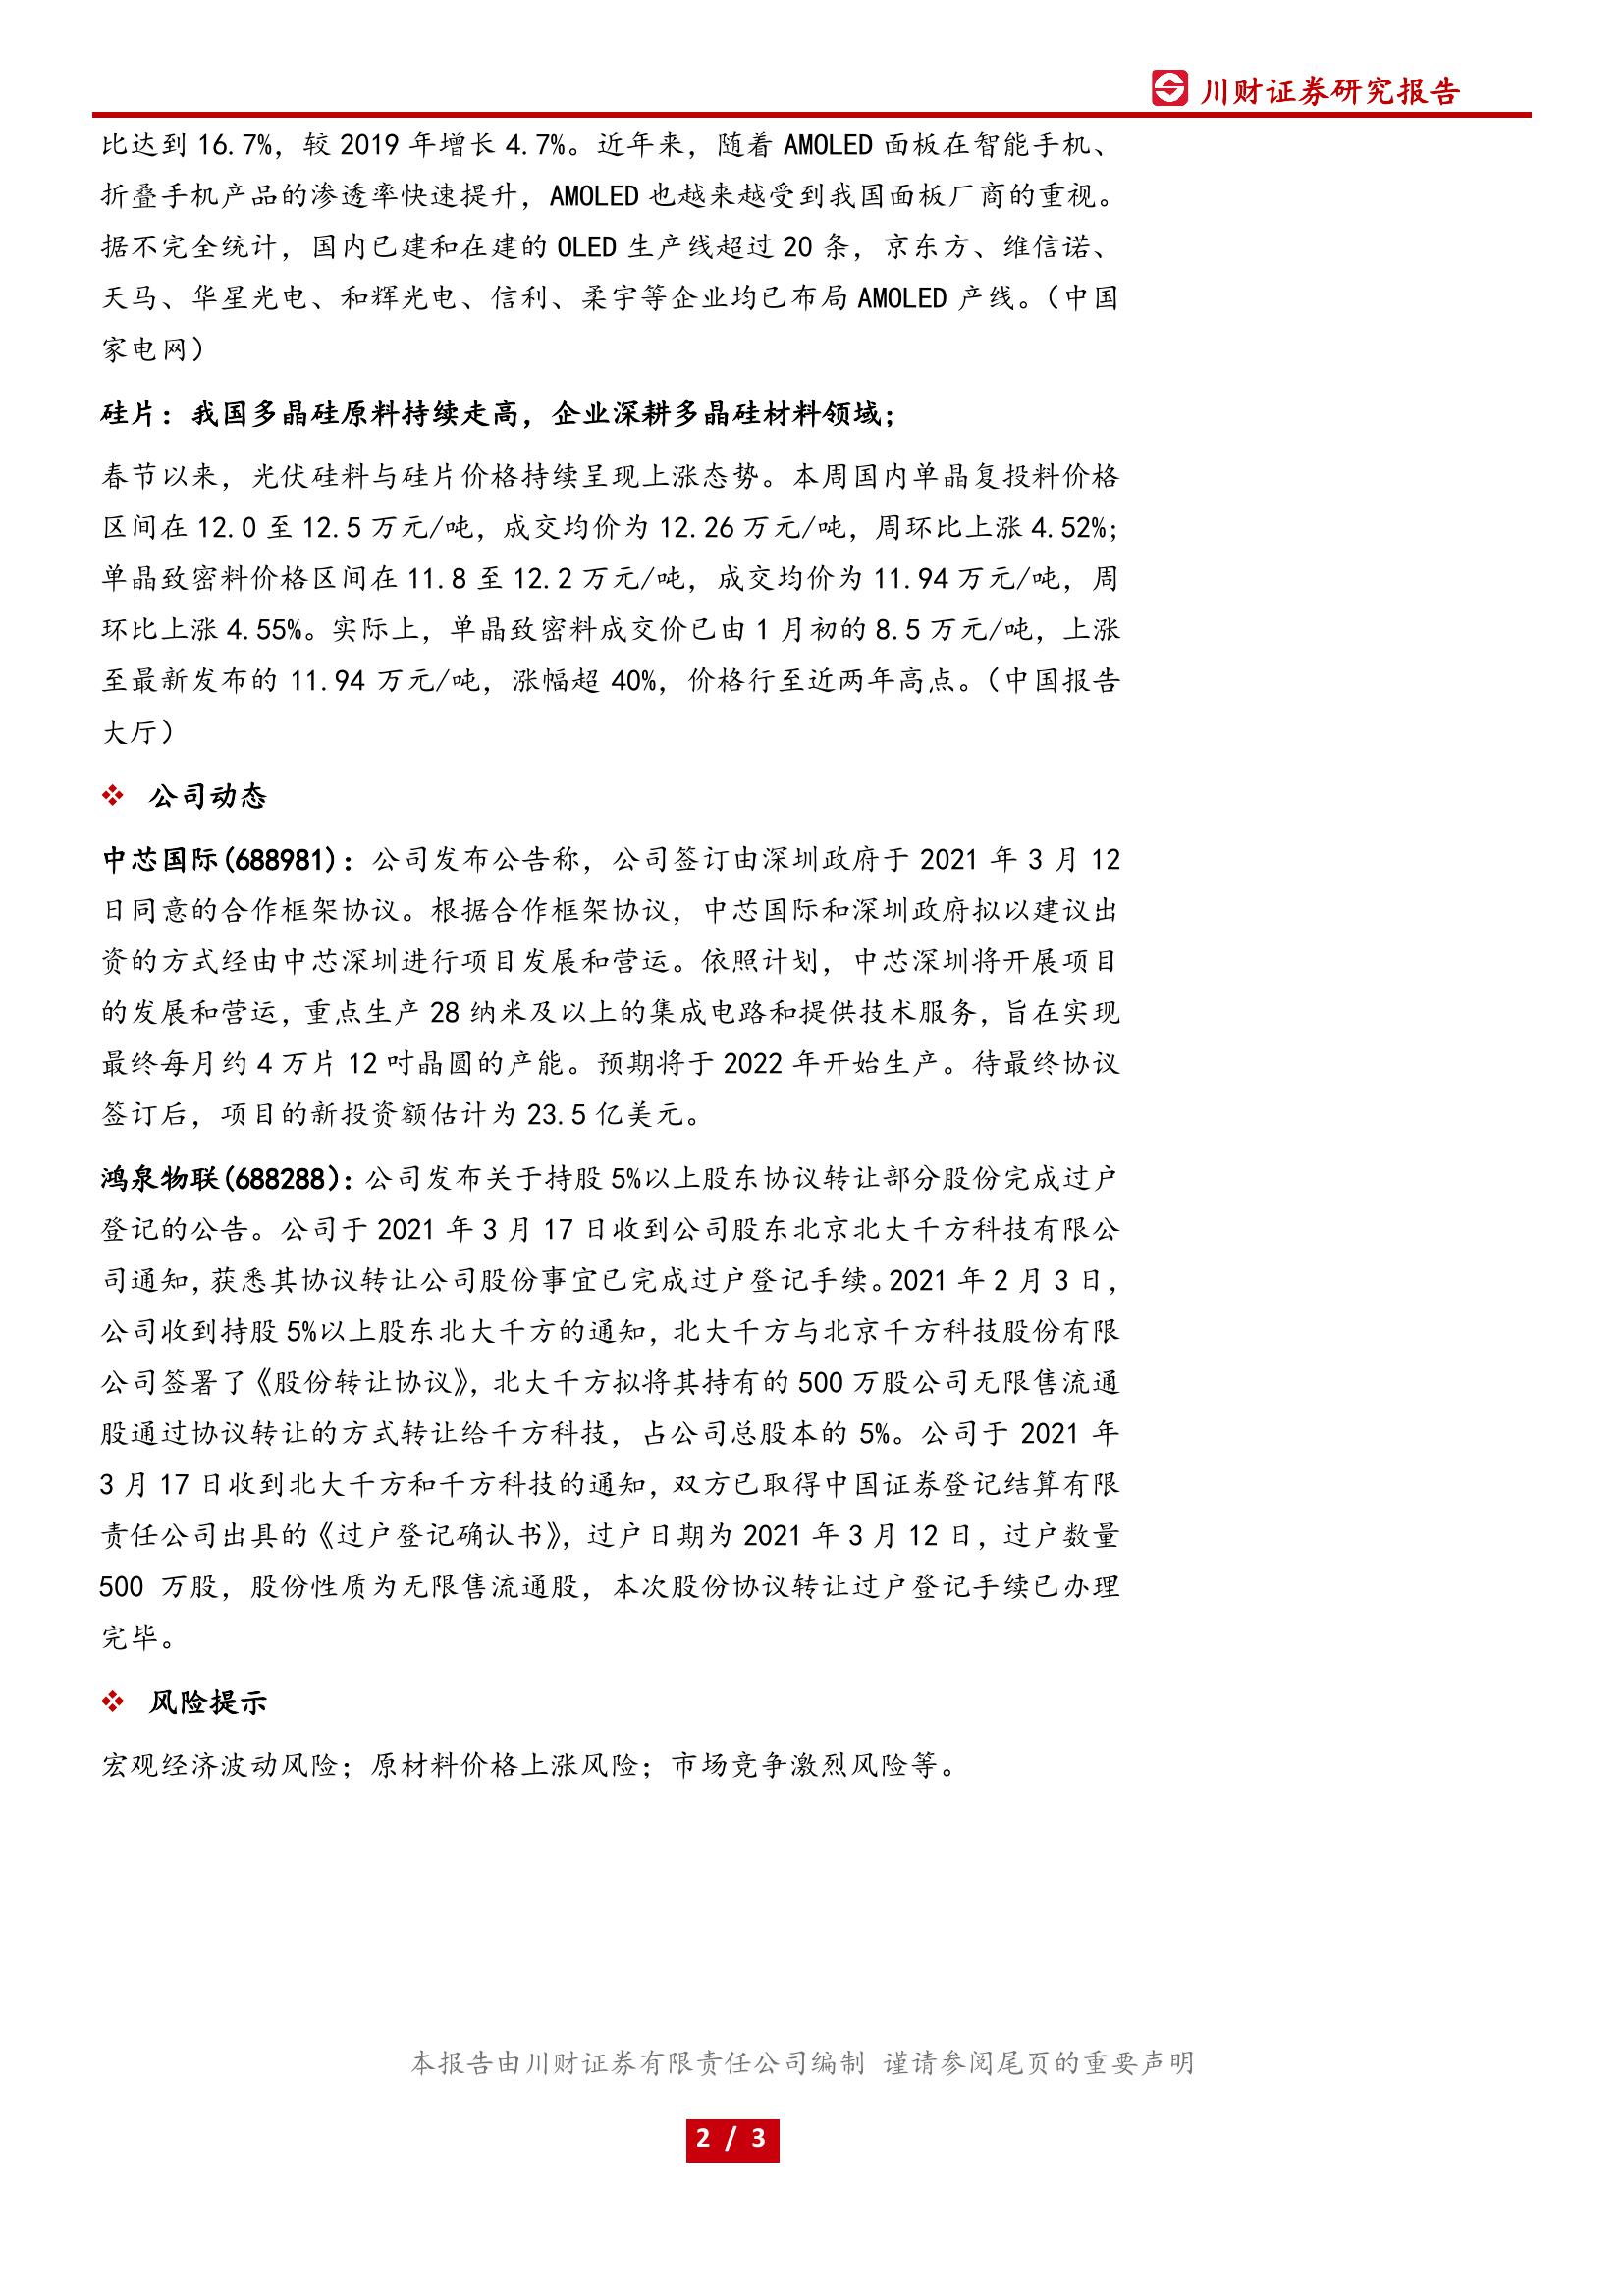 川财证券研究报告
比达到 16.7%，较 2019 年增长 4.7%。近年来，随着 AMOLED 面板在智能手机、
折叠手机产品的渗透率快速提升，AMOLED 也越来越受到我国面板厂商的重视。
据不完全统计，国内已建和在建的 OLED 生产线超过 20 条，京东方、维信诺、
天马、华星光电、和辉光电、信利、柔宇等企业均已布局 AMOLED 产线。（中国
家电网）
硅片：我国多晶硅原料持续走高，企业深耕多晶硅材料领域；
春节以来，光伏硅料与硅片价格持续呈现上涨态势。本周国内单晶复投料价格
区间在 12.0 至 12.5 万元/吨，成交均价为 12.26 万元/吨，周环比上涨 4.52%；
单晶致密料价格区间在 11.8 至 12.2 万元/吨，成交均价为 11.94 万元/吨，周
环比上涨 4.55%。实际上，单晶致密料成交价已由 1 月初的 8.5 万元/吨，上涨
至最新发布的 11.94 万元/吨，涨幅超 40%，价格行至近两年高点。（中国报告
大厅）
❖ 公司动态
中芯国际(688981)：公司发布公告称，公司签订由深圳政府于 2021 年 3 月 12
日同意的合作框架协议。根据合作框架协议，中芯国际和深圳政府拟以建议出
资的方式经由中芯深圳进行项目发展和营运。依照计划，中芯深圳将开展项目
的发展和营运，重点生产 28 纳米及以上的集成电路和提供技术服务，旨在实现
最终每月约 4 万片 12 吋晶圆的产能。预期将于 2022 年开始生产。待最终协议
签订后，项目的新投资额估计为 23.5 亿美元。
鸿泉物联(688288)：公司发布关于持股 5%以上股东协议转让部分股份完成过户
登记的公告。公司于 2021 年 3 月 17 日收到公司股东北京北大千方科技有限公
司通知，获悉其协议转让公司股份事宜已完成过户登记手续。2021 年 2 月 3 日，
公司收到持股 5%以上股东北大千方的通知，北大千方与北京千方科技股份有限
公司签署了《股份转让协议》，北大千方拟将其持有的 500 万股公司无限售流通
股通过协议转让的方式转让给千方科技，占公司总股本的 5%。公司于 2021 年
3 月 17 日收到北大千方和千方科技的通知，双方已取得中国证券登记结算有限
责任公司出具的《过户登记确认书》，过户日期为 2021 年 3 月 12 日，过户数量
500 万股，股份性质为无限售流通股，本次股份协议转让过户登记手续已办理
完毕。
❖ 风险提示
宏观经济波动风险；原材料价格上涨风险；市场竞争激烈风险等。
本报告由川财证券有限责任公司编制 谨请参阅尾页的重要声明
2 / 3